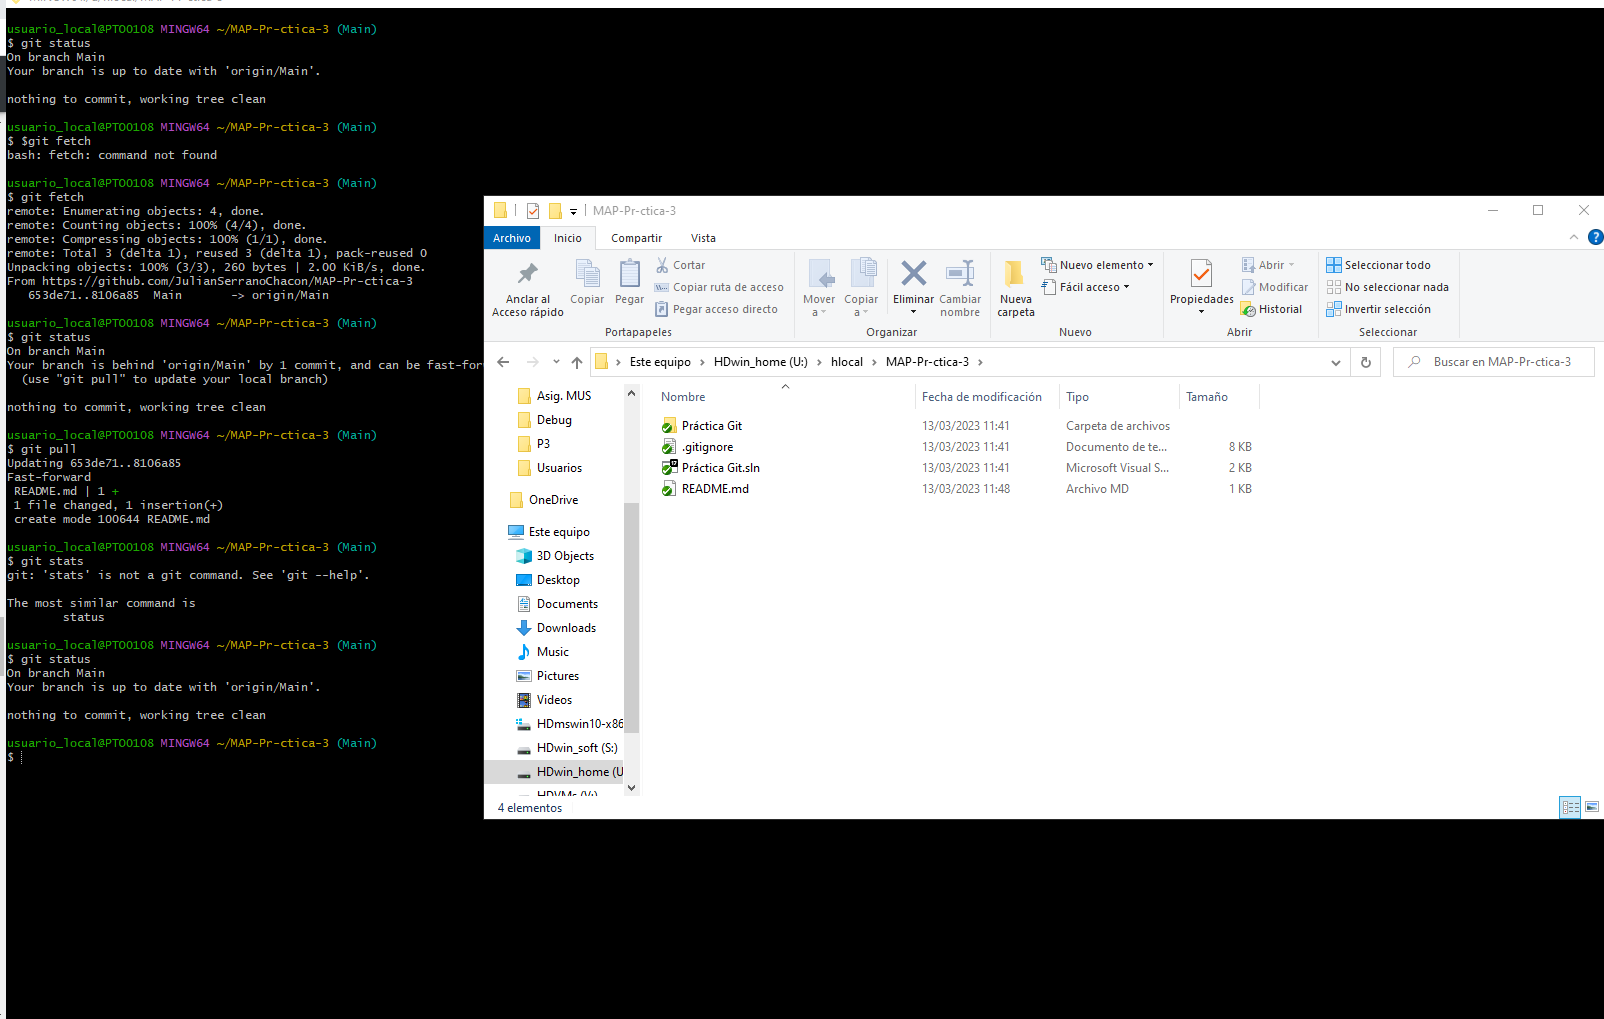 usuario_local@PT00108 MINGW64 ~/MAP-Pr-ctica-3 (Main)
$ git status
On branch Main
Your branch is up to date with 'origin/Main'.
nothing to commit, working tree clean
usuario_local@PT00108 MINGW64 ~/MAP-Pr-ctica-3 (Main)
$ $git fetch
bash: fetch: command not found
usuario_local@PT00108 MINGW64 ~/MAP-Pr-ctica-3 (Main)
$ git fetch
remote: Enumerating objects: 4, done.
remote: Counting objects: 100% (4/4), done.
remote: Compressing objects: 100% (1/1), done.
remote: Total 3 (delta 1), reused 3 (delta 1), pack-reused 0
Unpacking objects: 100% (3/3), 260 bytes | 2.00 KiB/s, done.
From https://github.com/JulianSerranoChacon/MAP-Pr-ctica-3
   653de71..8106a85  Main       -> origin/Main
usuario_local@PT00108 MINGW64 ~/MAP-Pr-ctica-3 (Main)
$ git status
On branch Main
Your branch is behind 'origin/Main' by 1 commit, and can be fast-for
  (use "git pull" to update your local branch)
nothing to commit, working tree clean
usuario_local@PT00108 MINGW64 ~/MAP-Pr-ctica-3 (Main)
$ git pull
Updating 653de71..8106a85
Fast-forward
 README.md | 1 +
 1 file changed, 1 insertion(+)
 create mode 100644 README.md
usuario_local@PT00108 MINGW64 ~/MAP-Pr-ctica-3 (Main)
$ git stats
git: 'stats' is not a git command. See 'git --help'.
The most similar command is
        status
usuario_local@PT00108 MINGW64 ~/MAP-Pr-ctica-3 (Main)
$ git status
On branch Main
Your branch is up to date with 'origin/Main'.
nothing to commit, working tree clean
usuario_local@PT00108 MINGW64 ~/MAP-Pr-ctica-3 (Main)
$
MAP-Pr-ctica-3
Archivo Inicio Compartir Vista
Anclar al Acceso rápido
Copiar
Pegar
Cortar
Copiar ruta de acceso
Pegar acceso directo
Portapapeles
Mover a
Copiar a
Eliminar
Cambiar nombre
Organizar
Nueva carpeta
Nuevo elemento
Fácil acceso
Nuevo
Propiedades
Abrir
Modificar
Historial
Abrir
Seleccionar todo
No seleccionar nada
Invertir selección
Seleccionar
Este equipo > HDwin_home (U:) > hlocal > MAP-Pr-ctica-3 >
Buscar en MAP-Pr-ctica-3
Asig. MUS
Debug
P3
Usuarios
OneDrive
Este equipo
3D Objects
Desktop
Documents
Downloads
Music
Pictures
Videos
HDmswin10-x86
HDwin_soft (S:)
HDwin_home (U
HDVMs (V:)
Nombre Fecha de modificación Tipo Tamaño
Práctica Git 13/03/2023 11:41 Carpeta de archivos
.gitignore 13/03/2023 11:41 Documento de te... 8 KB
Práctica Git.sln 13/03/2023 11:41 Microsoft Visual S... 2 KB
README.md 13/03/2023 11:48 Archivo MD 1 KB
4 elementos